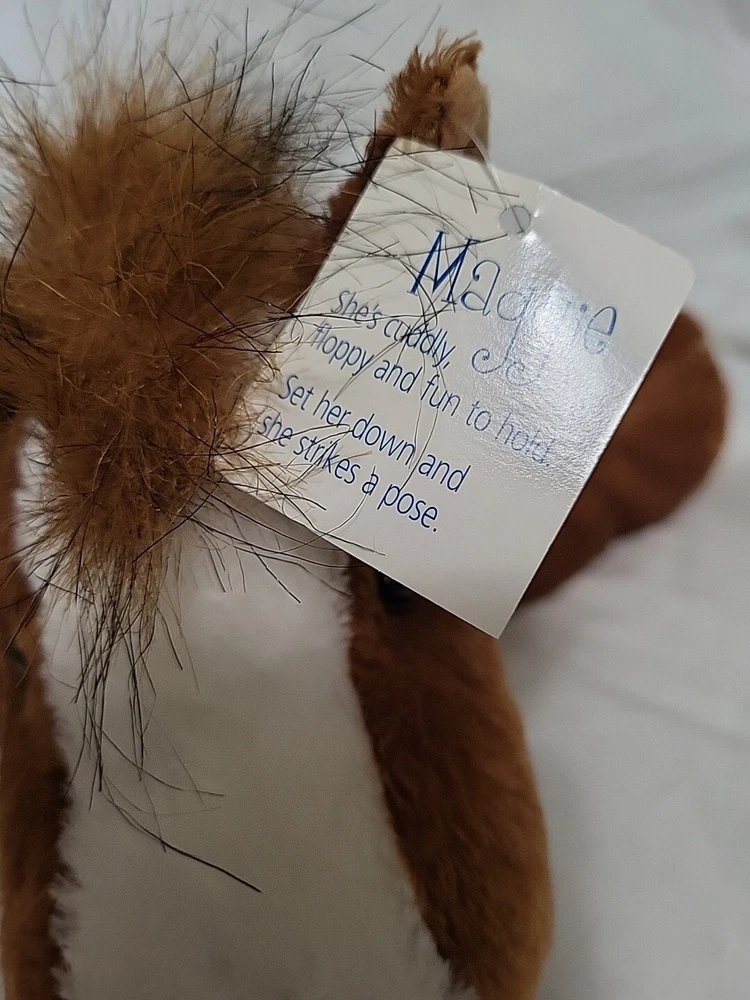 Maggie
She's cuddly,
floppy and fun to hold.
Set her down and
she strikes a pose.